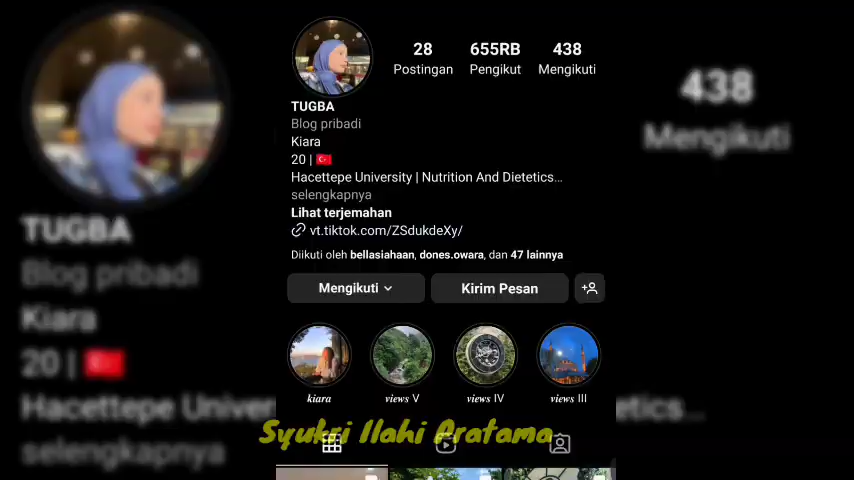 28 655RB 438
Postingan Pengikut Mengikuti
TUGBA
Blog pribadi
Kiara
20 |
Hacettepe University | Nutrition And Dietetics...
selengkapnya
Lihat terjemahan
vt.tiktok.com/ZSdukdeXy/
Diikuti oleh bellasiahaan, dones.owara, dan 47 lainnya
Mengikuti
Kirim Pesan
kiara views V views IV views III
Syukri Ilahi Pratama
438
Mengikuti
TUGBA
Blog pribadi
Kiara
20 |
Hacettepe Univer
etics...
selengkapnya